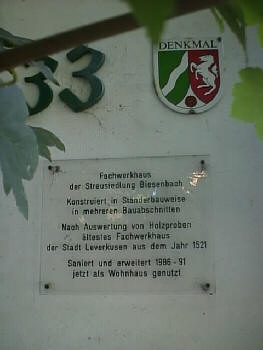 DENKMAL
33
Fachwerkhaus
der Streusiedlung Biesenbach
Konstruiert in Ständerbauweise
in mehreren Bauabschnitten
Nach Auswertung von Holzproben
ältestes Fachwerkhaus
der Stadt Leverkusen aus dem Jahr 1521
Saniert und erweitert 1986 - 91
jetzt als Wohnhaus genutzt